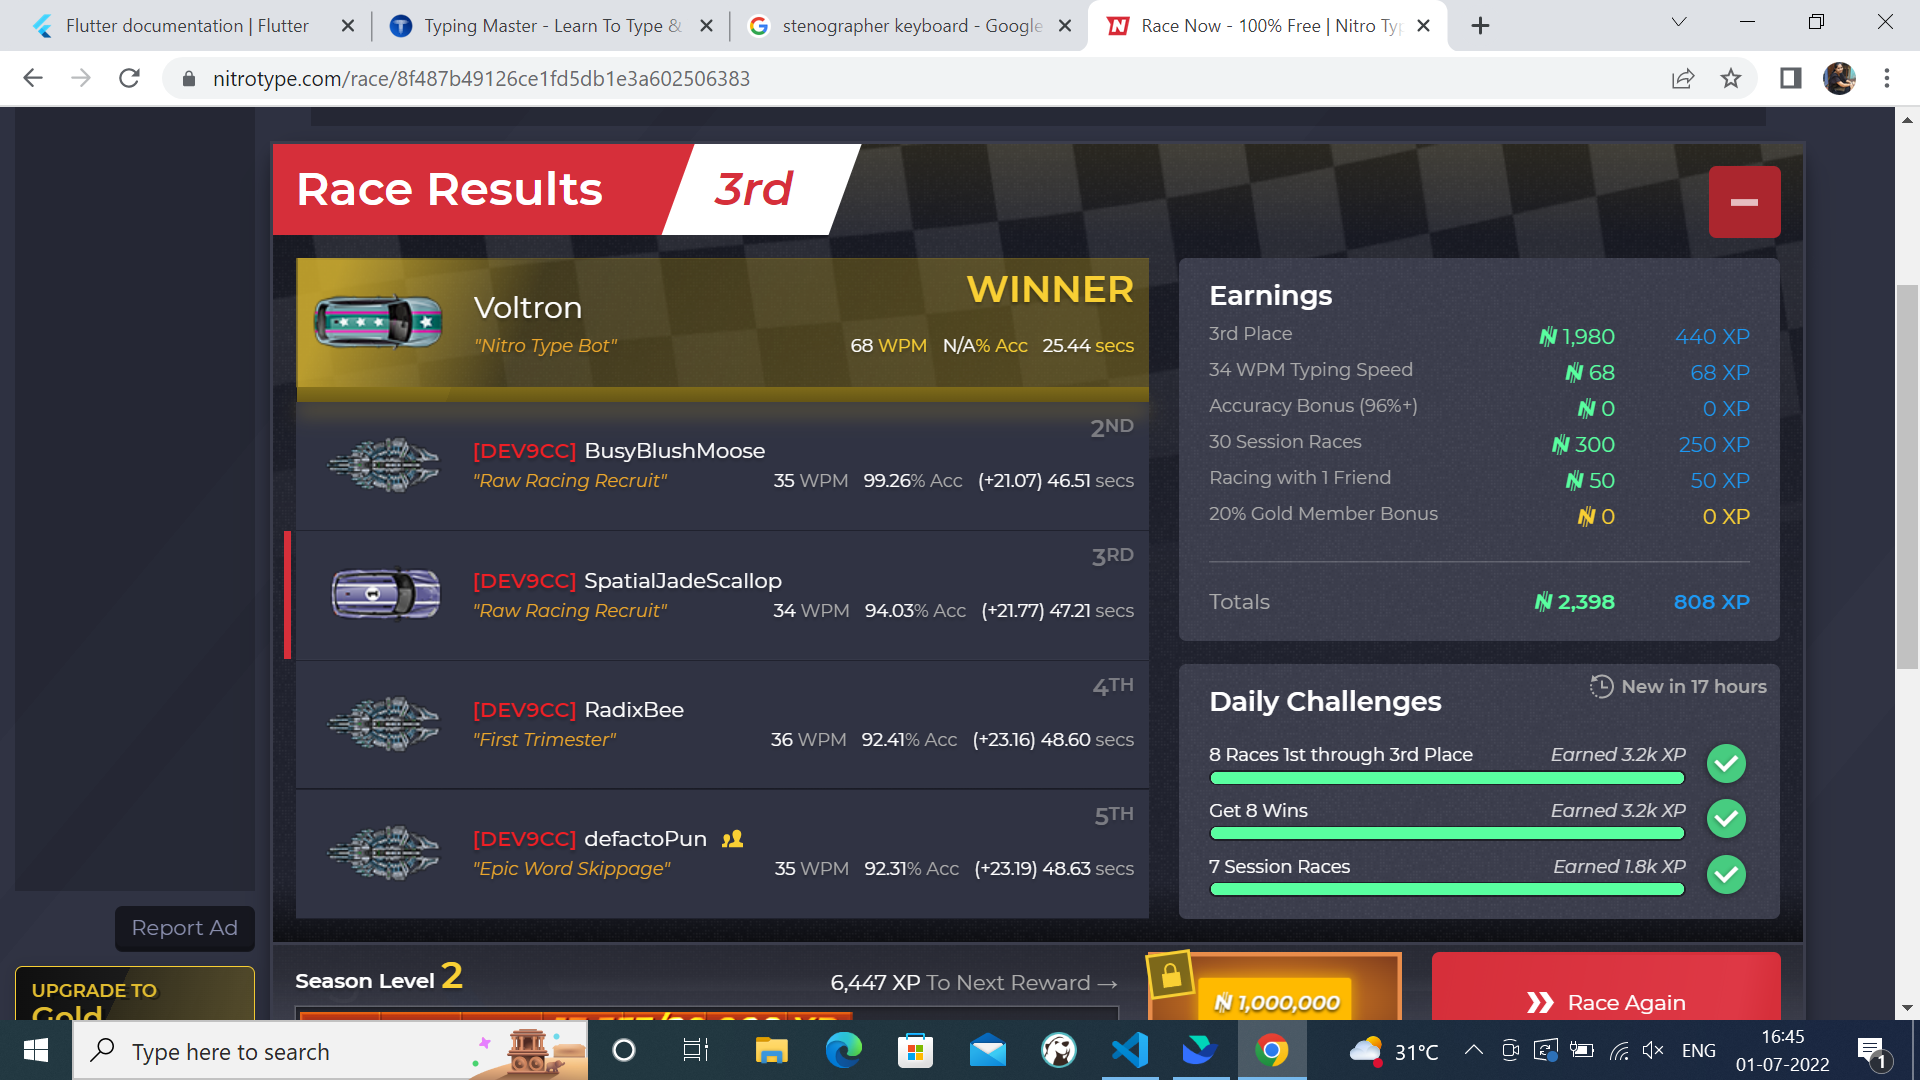 Flutter documentation | Flutter
Typing Master - Learn To Type &
stenographer keyboard - Google
Race Now - 100% Free | Nitro Typ
nitrotype.com/race/8f487b49126ce1fd5db1e3a602506383
Race Results 3rd
WINNER
Voltron
"Nitro Type Bot" 68 WPM N/A% Acc 25.44 secs
2ND
[DEV9CC] BusyBlushMoose
"Raw Racing Recruit" 35 WPM 99.26% Acc (+21.07) 46.51 secs
3RD
[DEV9CC] SpatialJadeScallop
"Raw Racing Recruit" 34 WPM 94.03% Acc (+21.77) 47.21 secs
4TH
[DEV9CC] RadixBee
"First Trimester" 36 WPM 92.41% Acc (+23.16) 48.60 secs
5TH
[DEV9CC] defactoPun
"Epic Word Skippage" 35 WPM 92.31% Acc (+23.19) 48.63 secs
Earnings
3rd Place 1,980 440 XP
34 WPM Typing Speed 68 68 XP
Accuracy Bonus (96%+) 0 0 XP
30 Session Races 300 250 XP
Racing with 1 Friend 50 50 XP
20% Gold Member Bonus 0 0 XP
Totals 2,398 808 XP
Daily Challenges New in 17 hours
8 Races 1st through 3rd Place Earned 3.2k XP
Get 8 Wins Earned 3.2k XP
7 Session Races Earned 1.8k XP
Report Ad
UPGRADE TO
Gold
Season Level 2 6,447 XP To Next Reward →
1,000,000
Race Again
Type here to search
31°C
ENG
16:45
01-07-2022
1